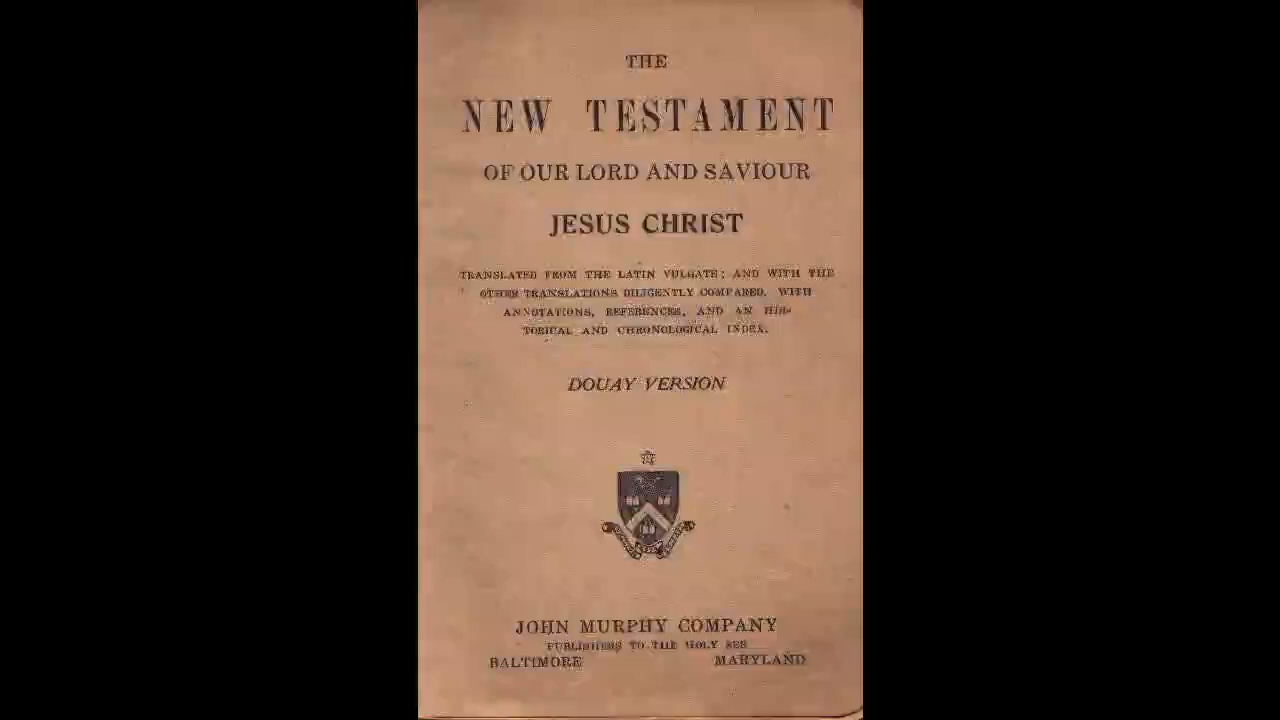 THE
NEW TESTAMENT
OF OUR LORD AND SAVIOUR
JESUS CHRIST
TRANSLATED FROM THE LATIN VULGATE; AND WITH THE
OTHER TRANSLATIONS DILIGENTLY COMPARED, WITH
ANNOTATIONS, REFERENCES, AND AN HIS-
TORICAL AND CHRONOLOGICAL INDEX.
DOUAY VERSION
JOHN MURPHY COMPANY
PUBLISHERS TO THE HOLY SEE
BALTIMORE MARYLAND